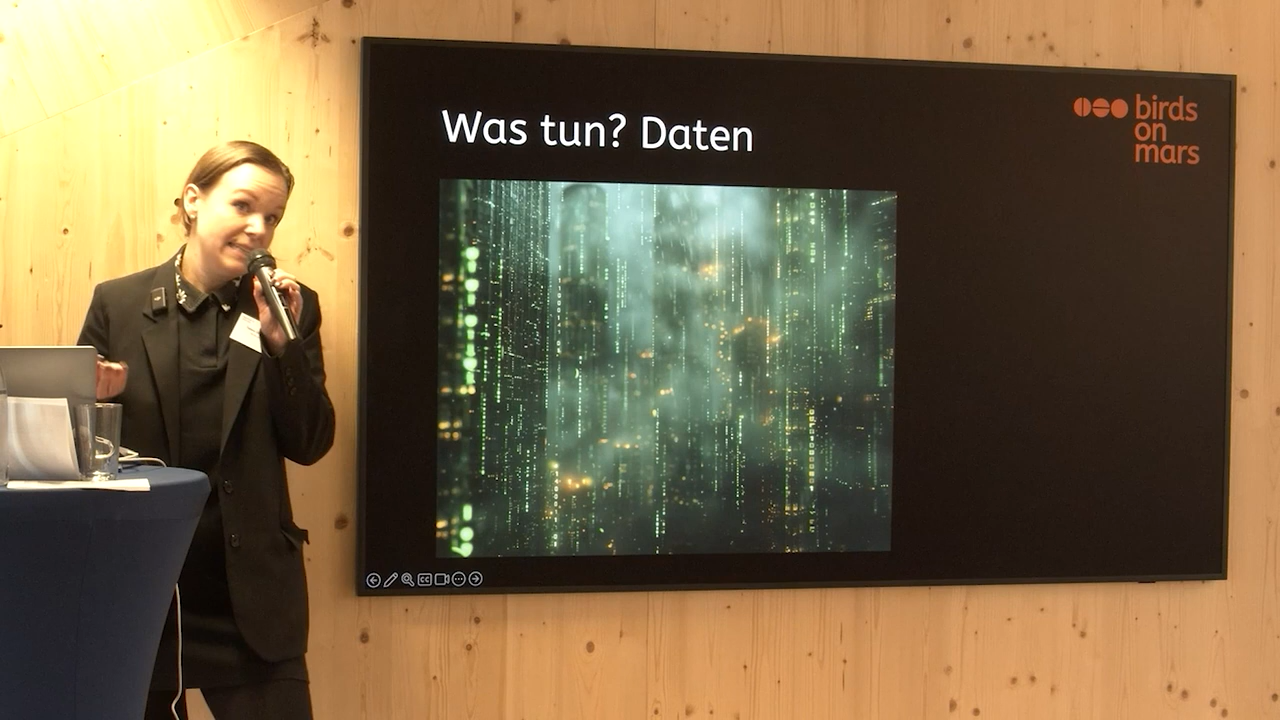 Was tun? Daten
birds
on
mars